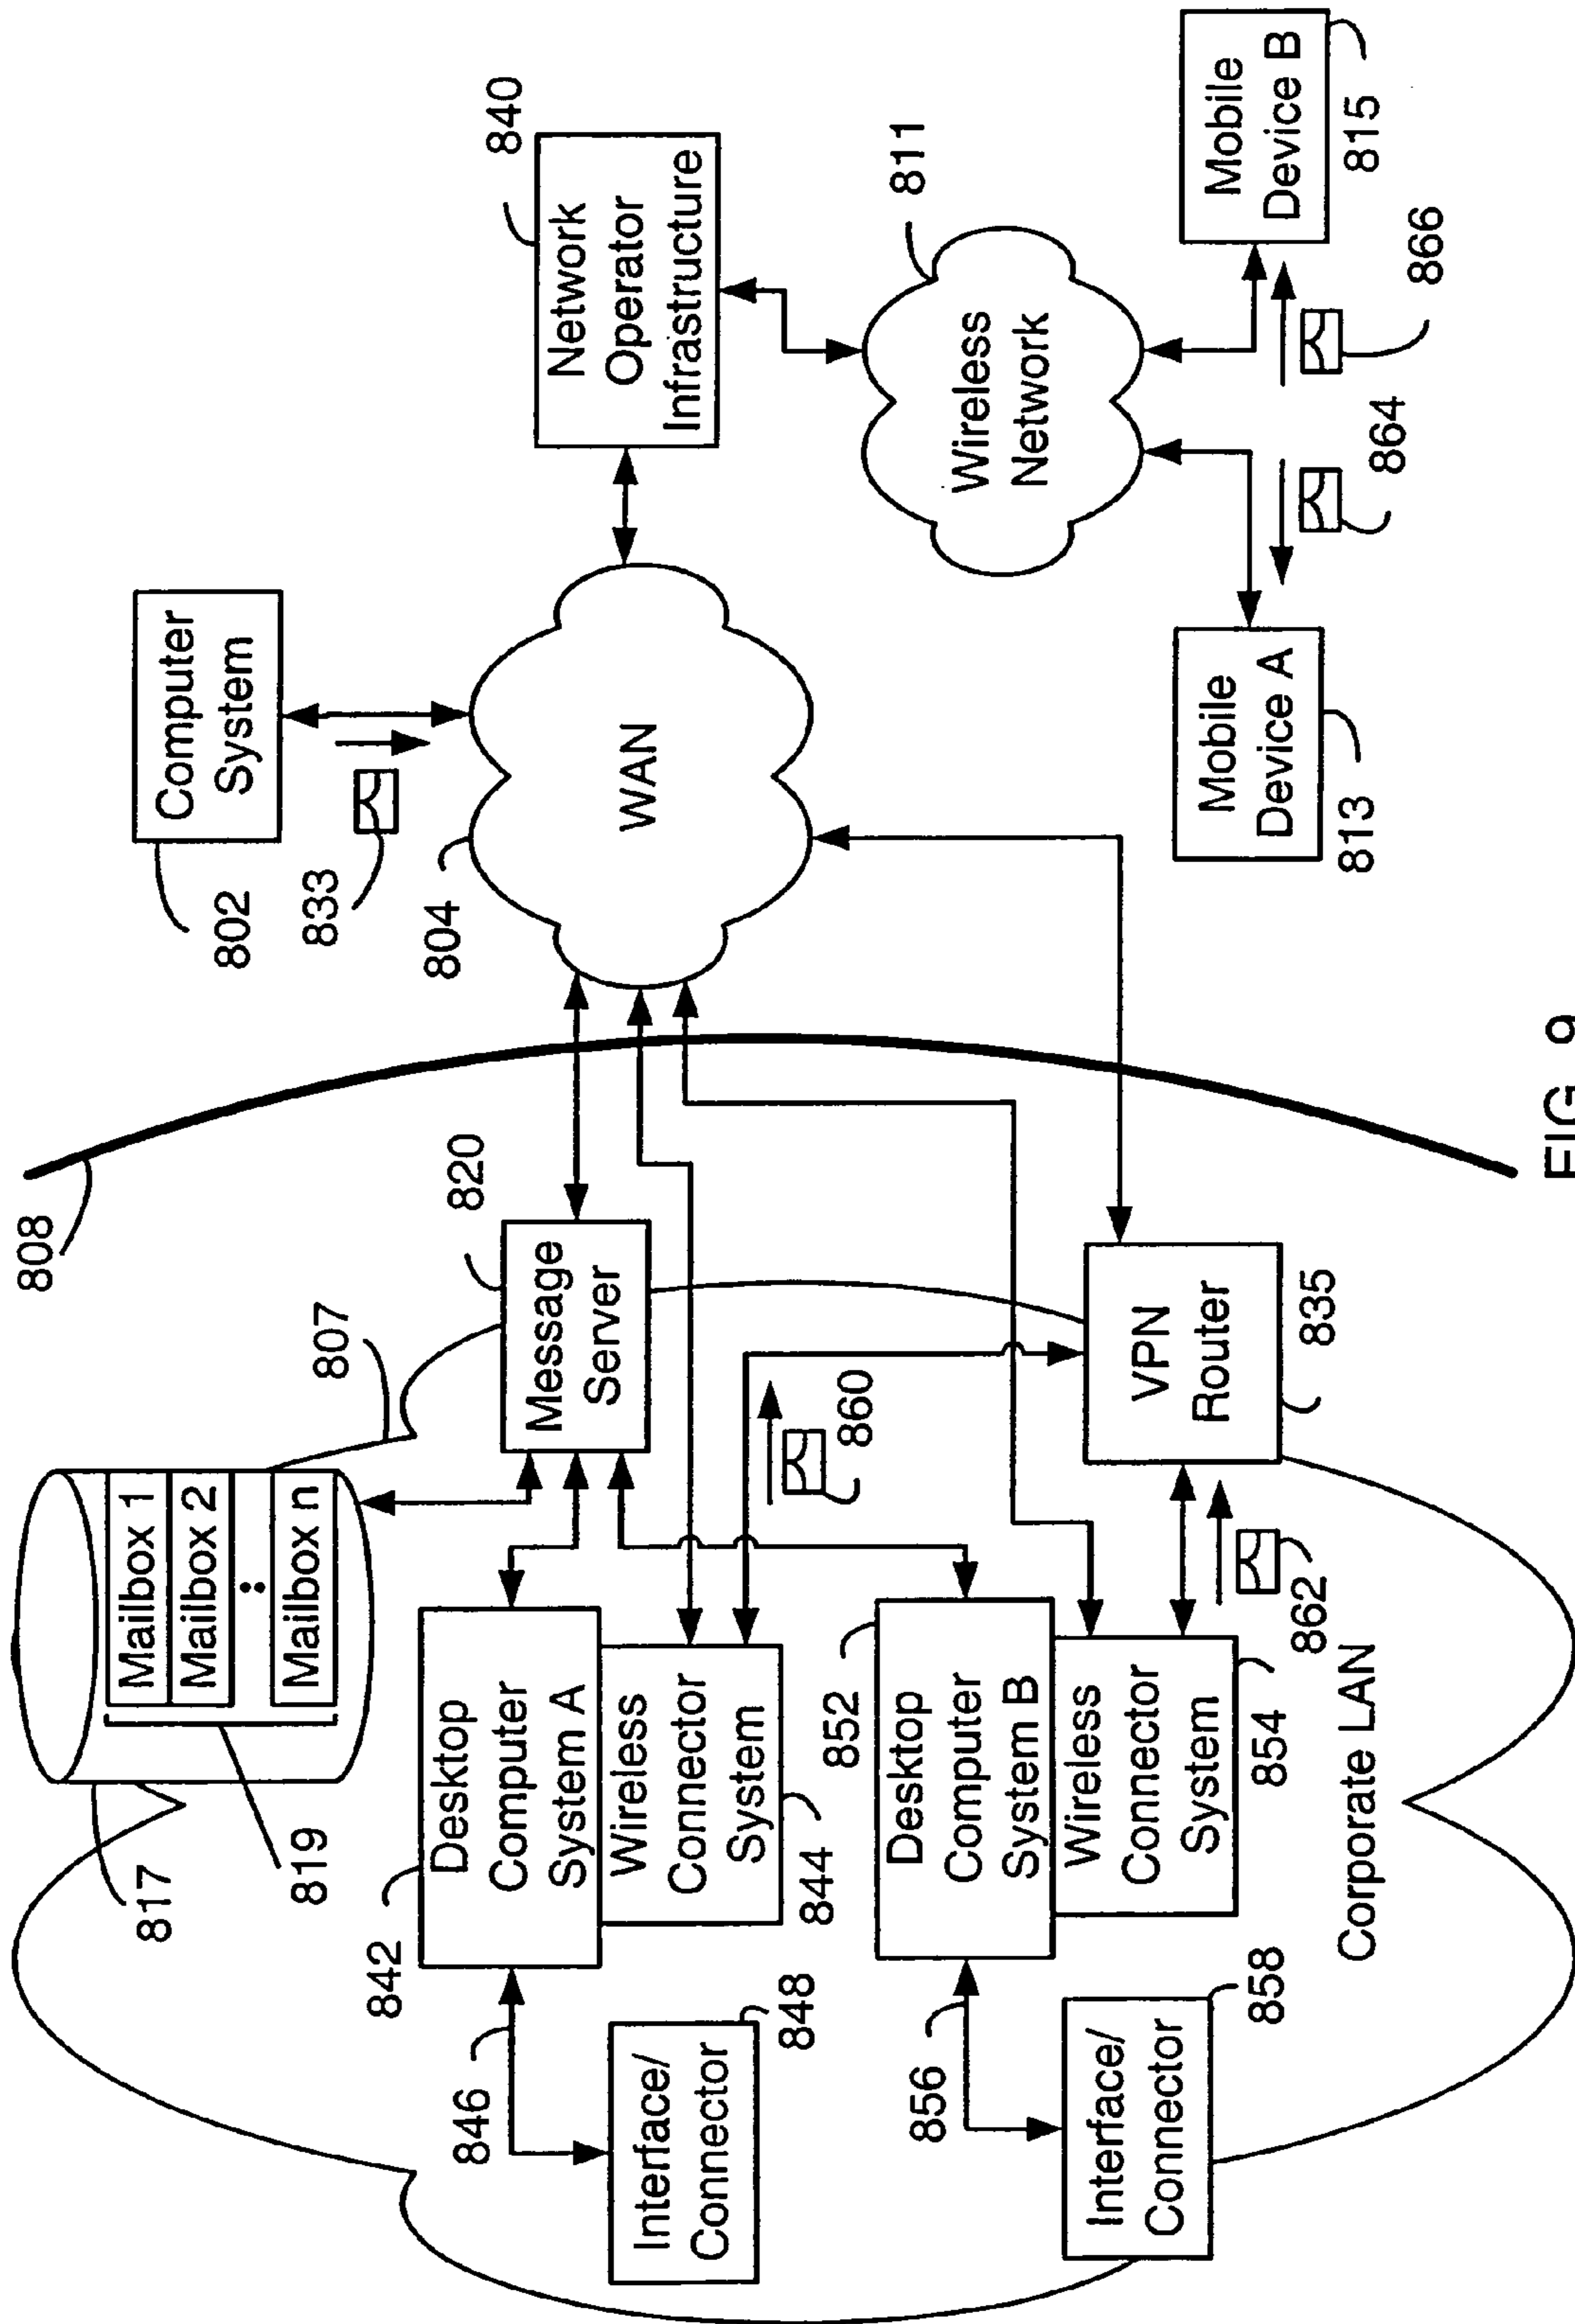 808
817
Mailbox 1
Mailbox 2
Mailbox n
819
807
820
Message
Server
802
Computer
System
833
804
WAN
840
Network
Operator
Infrastructure
842
Desktop
Computer
System A
Wireless
Connector
System
844
846
Interface/
Connector
848
860
811
Wireless
Network
852
Desktop
Computer
System B
Wireless
Connector
System
854
856
Interface/
Connector
858
862
VPN
Router
835
Mobile
Device A
813
864
Mobile
Device B
815
866
Corporate LAN
FIG. 9